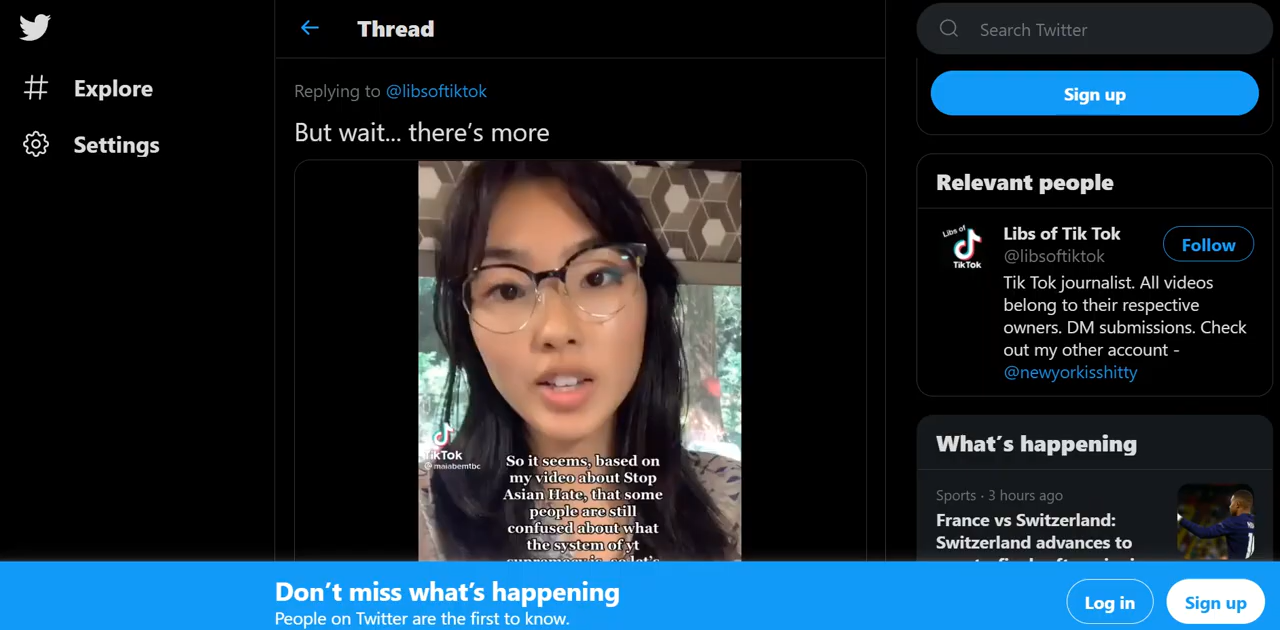 Explore
Settings
Thread
Replying to @libsoftiktok
But wait... there's more
TikTok
@maiabemtbc
So it seems, based on
my video about Stop
Asian Hate, that some
people are still
confused about what
the system of yt
Search Twitter
Sign up
Relevant people
Libs of Tik Tok
@libsoftiktok
Follow
Tik Tok journalist. All videos
belong to their respective
owners. DM submissions. Check
out my other account -
@newyorkisshitty
Libs of
TikTok
What's happening
Sports · 3 hours ago
France vs Switzerland:
Switzerland advances to
Don't miss what's happening
People on Twitter are the first to know.
Log in
Sign up